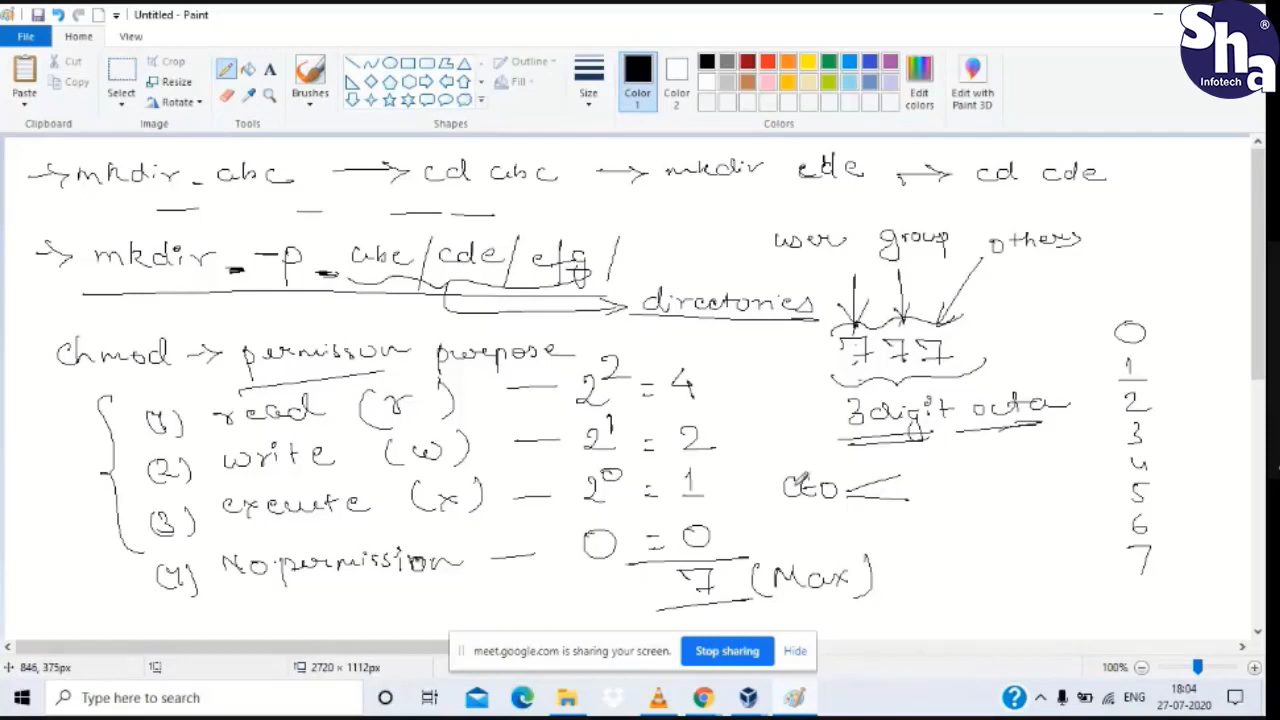 Untitled - Paint
File Home View
Cut
Copy
Paste
Clipboard
Select
Crop
Resize
Rotate
Image
A
Tools
Brushes
Outline
Fill
Shapes
Size
Color 1
Color 2
Edit colors
Edit with Paint 3D
Colors
Sha ®
Infotech
→ mkdir _ abc → cd abc → mkdir cde → cd cde
→ mkdir -p abc/cde/efg/ → directories
user group others
777
3 digit octa
chmod → permisson purpose
(1) read (r) — 2² = 4
(2) write (w) — 2¹ = 2
(3) execute (x) — 2⁰ = 1
(4) No permission — 0 = 0
7 (Max)
CEO
0
1
2
3
4
5
6
7
meet.google.com is sharing your screen. Stop sharing Hide
846, 375px 2720 × 1112px 100%
Type here to search
ENG
18:04
27-07-2020